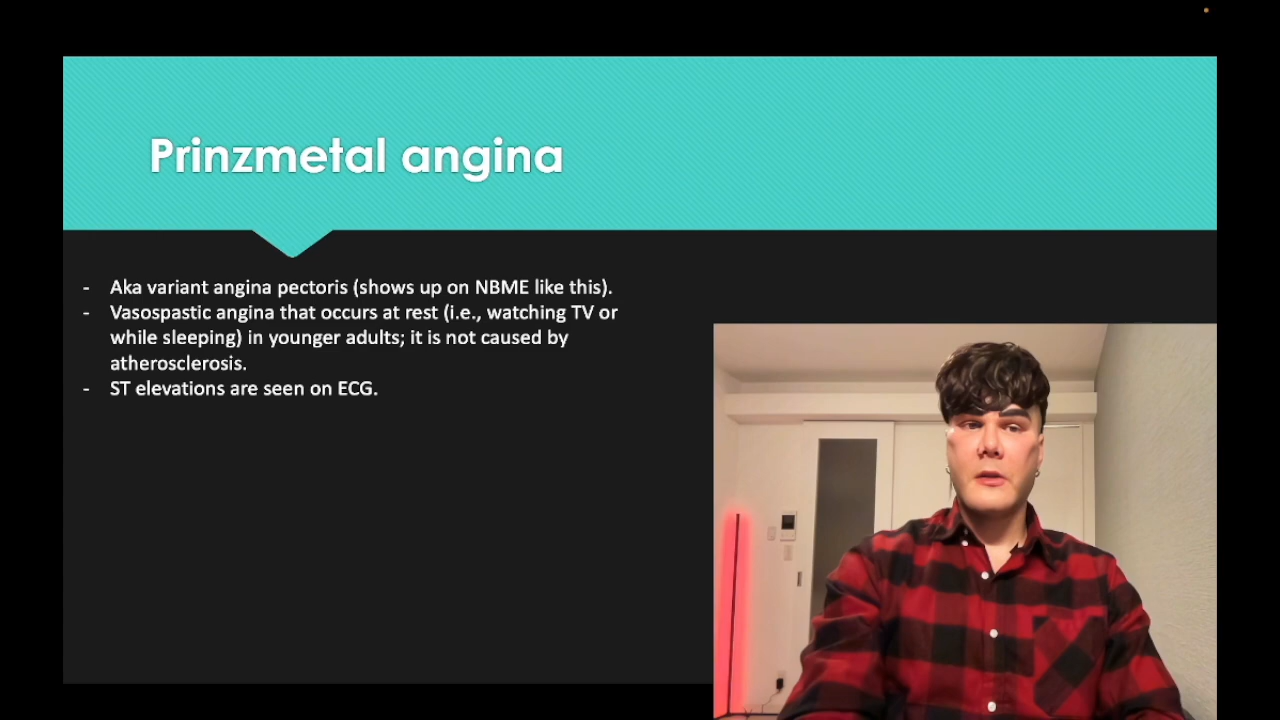 Prinzmetal angina
- Aka variant angina pectoris (shows up on NBME like this).
- Vasospastic angina that occurs at rest (i.e., watching TV or
while sleeping) in younger adults; it is not caused by
atherosclerosis.
- ST elevations are seen on ECG.